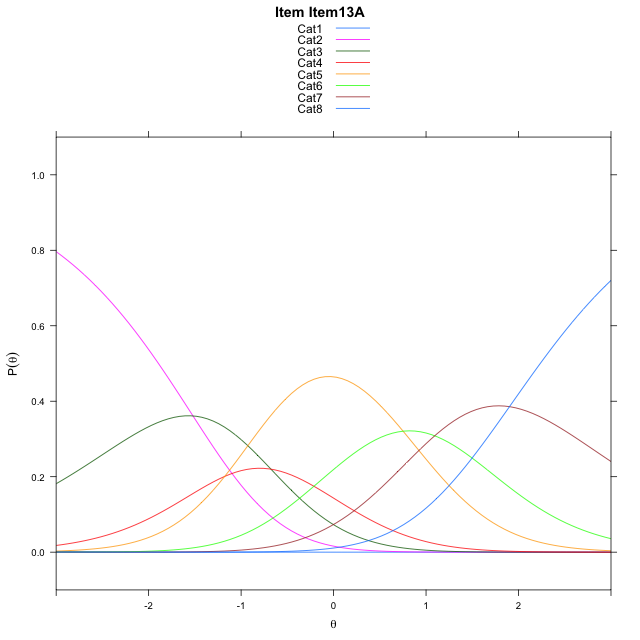 Item Item13A
Cat1
Cat2
Cat3
Cat4
Cat5
Cat6
Cat7
Cat8
1.0
0.8
0.6
0.4
0.2
0.0
P(θ)
-2 -1 0 1 2
θ